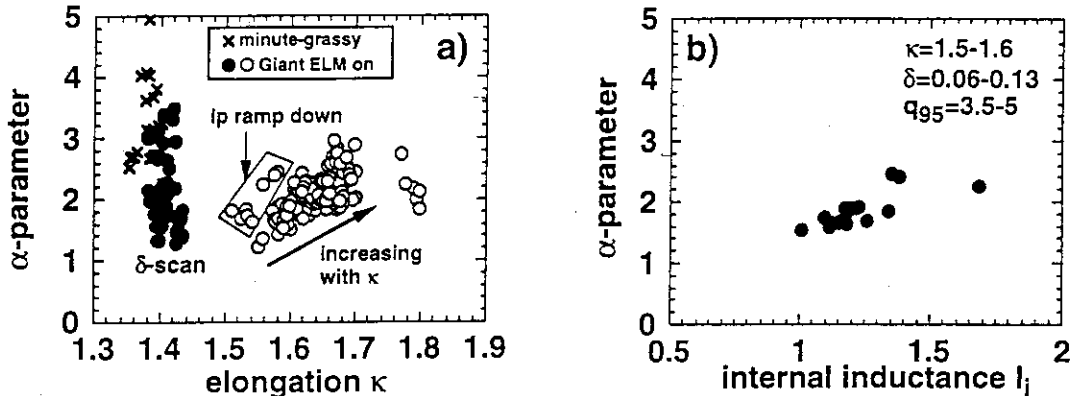 5
4
3
2
1
0
α-parameter
a)
× minute-grassy
●○ Giant ELM on
Ip ramp down
δ-scan
increasing
with κ
1.3 1.4 1.5 1.6 1.7 1.8 1.9
elongation κ
5
4
3
2
1
0
α-parameter
b)
κ=1.5-1.6
δ=0.06-0.13
q95=3.5-5
0.5 1 1.5 2
internal inductance li